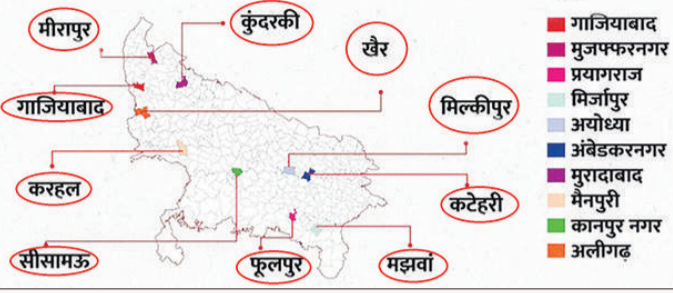 मीरापुर
कुंदरकी
खैर
गाजियाबाद
मिल्कीपुर
करहल
कटेहरी
सीसामऊ
फूलपुर
मझवां
गाजियाबाद
मुजफ्फरनगर
प्रयागराज
मिर्जापुर
अयोध्या
अंबेडकरनगर
मुरादाबाद
मैनपुरी
कानपुर नगर
अलीगढ़